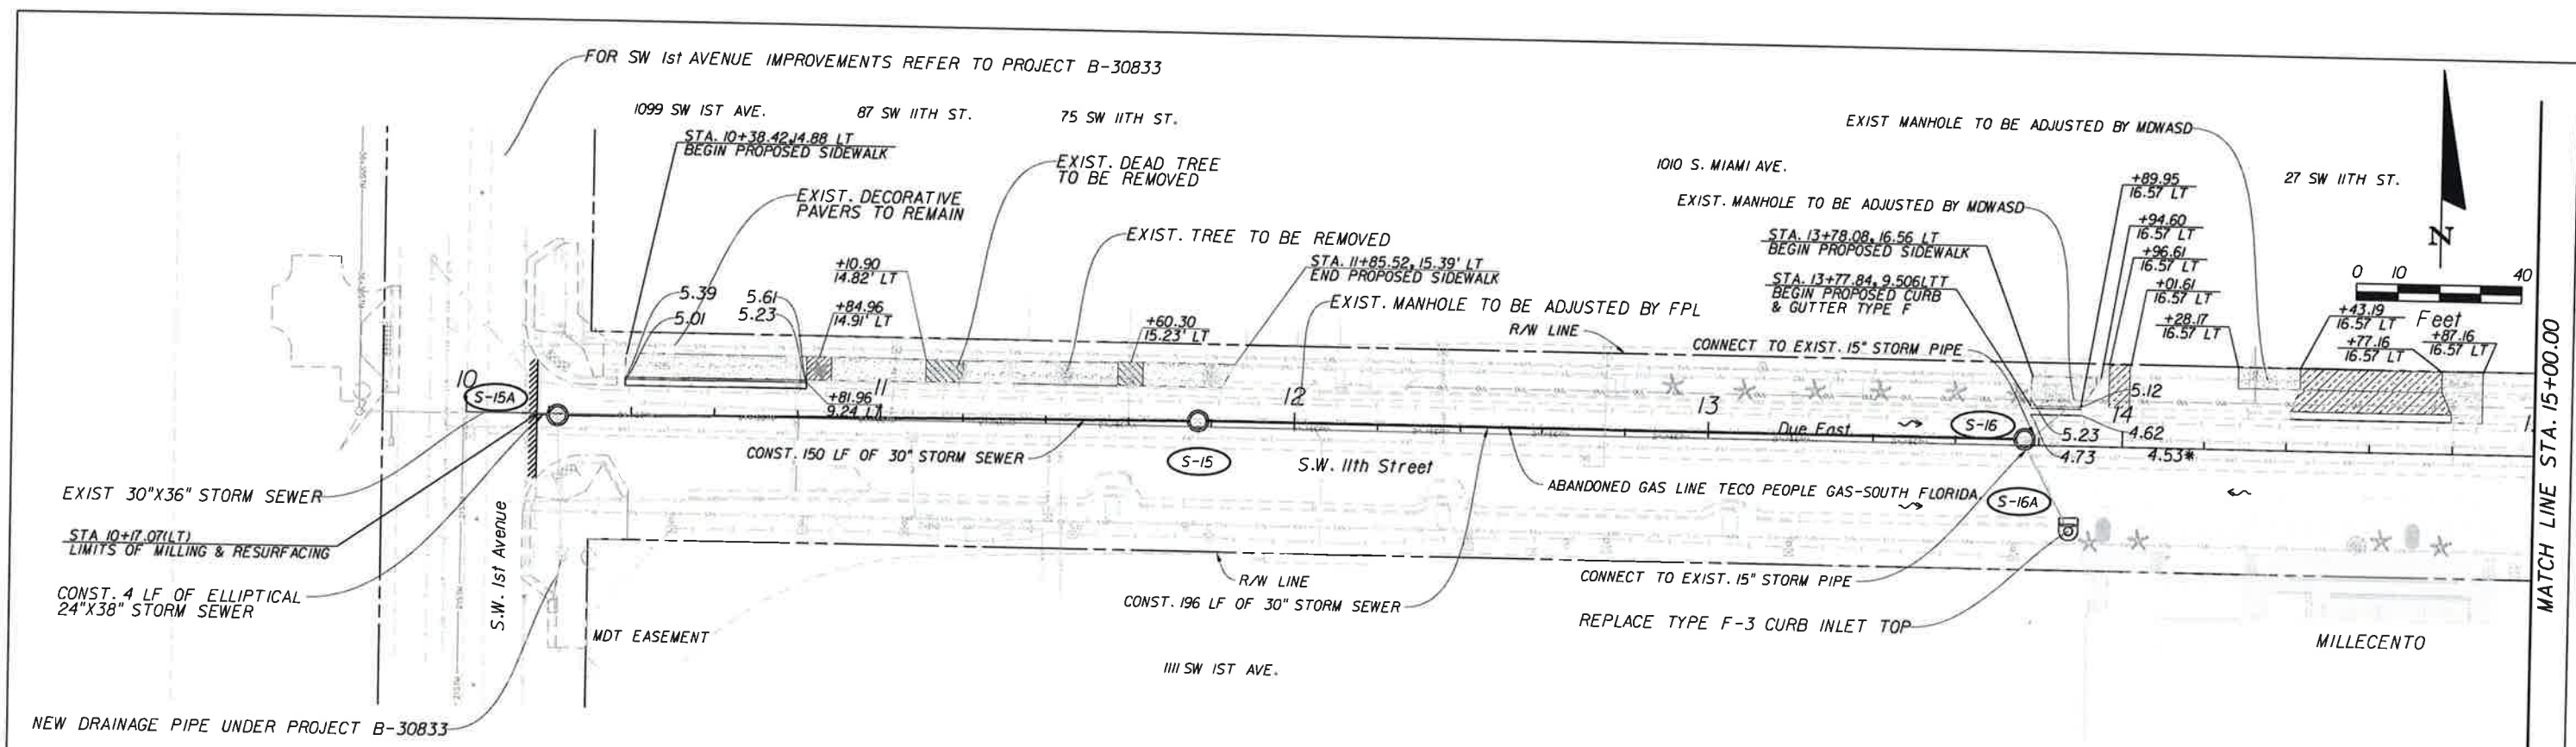 FOR SW 1st AVENUE IMPROVEMENTS REFER TO PROJECT B-30833
1099 SW 1ST AVE.
87 SW 11TH ST.
75 SW 11TH ST.
STA. 10+38.42,14.88 LT
BEGIN PROPOSED SIDEWALK
EXIST. DECORATIVE
PAVERS TO REMAIN
EXIST. DEAD TREE
TO BE REMOVED
EXIST. TREE TO BE REMOVED
STA. 11+85.52, 15.39' LT
END PROPOSED SIDEWALK
EXIST. MANHOLE TO BE ADJUSTED BY FPL
R/W LINE
1010 S. MIAMI AVE.
EXIST MANHOLE TO BE ADJUSTED BY MDWASD
EXIST. MANHOLE TO BE ADJUSTED BY MDWASD
27 SW 11TH ST.
STA. 13+78.08, 16.56 LT
BEGIN PROPOSED SIDEWALK
STA. 13+77.84, 9.506LTT
BEGIN PROPOSED CURB
& GUTTER TYPE F
CONNECT TO EXIST. 15" STORM PIPE
+89.95
16.57 LT
+94.60
16.57 LT
+96.61
16.57 LT
+01.61
16.57 LT
+28.17
16.57 LT
+43.19
16.57 LT
+77.16
16.57 LT
+87.16
16.57 LT
N
0 10 40
Feet
5.39
5.01
5.61
5.23
+10.90
14.82' LT
+84.96
14.91' LT
+60.30
15.23' LT
+81.96
9.24 LT
10
11
12
13
14
S-15A
S-15
S-16
S-16A
5.12
5.23
4.62
4.73
4.53*
Due East
CONST. 150 LF OF 30" STORM SEWER
S.W. 11th Street
ABANDONED GAS LINE TECO PEOPLE GAS-SOUTH FLORIDA
EXIST 30"X36" STORM SEWER
STA 10+17.07(LT)
LIMITS OF MILLING & RESURFACING
CONST. 4 LF OF ELLIPTICAL
24"X38" STORM SEWER
S.W. 1st Avenue
MDT EASEMENT
R/W LINE
CONST. 196 LF OF 30" STORM SEWER
CONNECT TO EXIST. 15" STORM PIPE
REPLACE TYPE F-3 CURB INLET TOP
1111 SW 1ST AVE.
MILLECENTO
MATCH LINE STA. 15+00.00
NEW DRAINAGE PIPE UNDER PROJECT B-30833